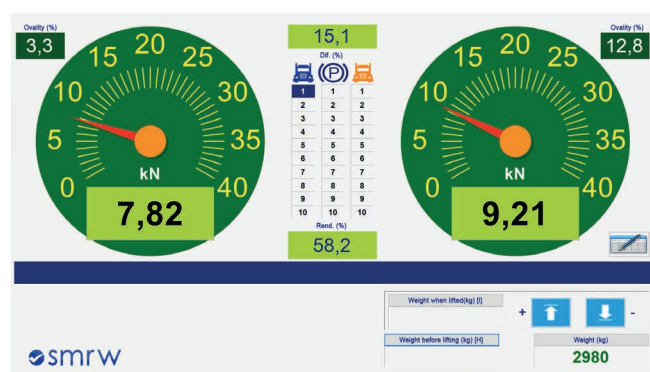 Ovality (%)
3,3
0 5 10 15 20 25 30 35 40
kN
7,82
15,1
Dif. (%)
P
1 1 1
2 2 2
3 3 3
4 4 4
5 5 5
6 6 6
7 7 7
8 8 8
9 9 9
10 10 10
Rend. (%)
58,2
Ovality (%)
12,8
0 5 10 15 20 25 30 35 40
kN
9,21
Weight when lifted(kg) [I]
+ -
Weight before lifting (kg) [H]
Weight (kg)
2980
smrw